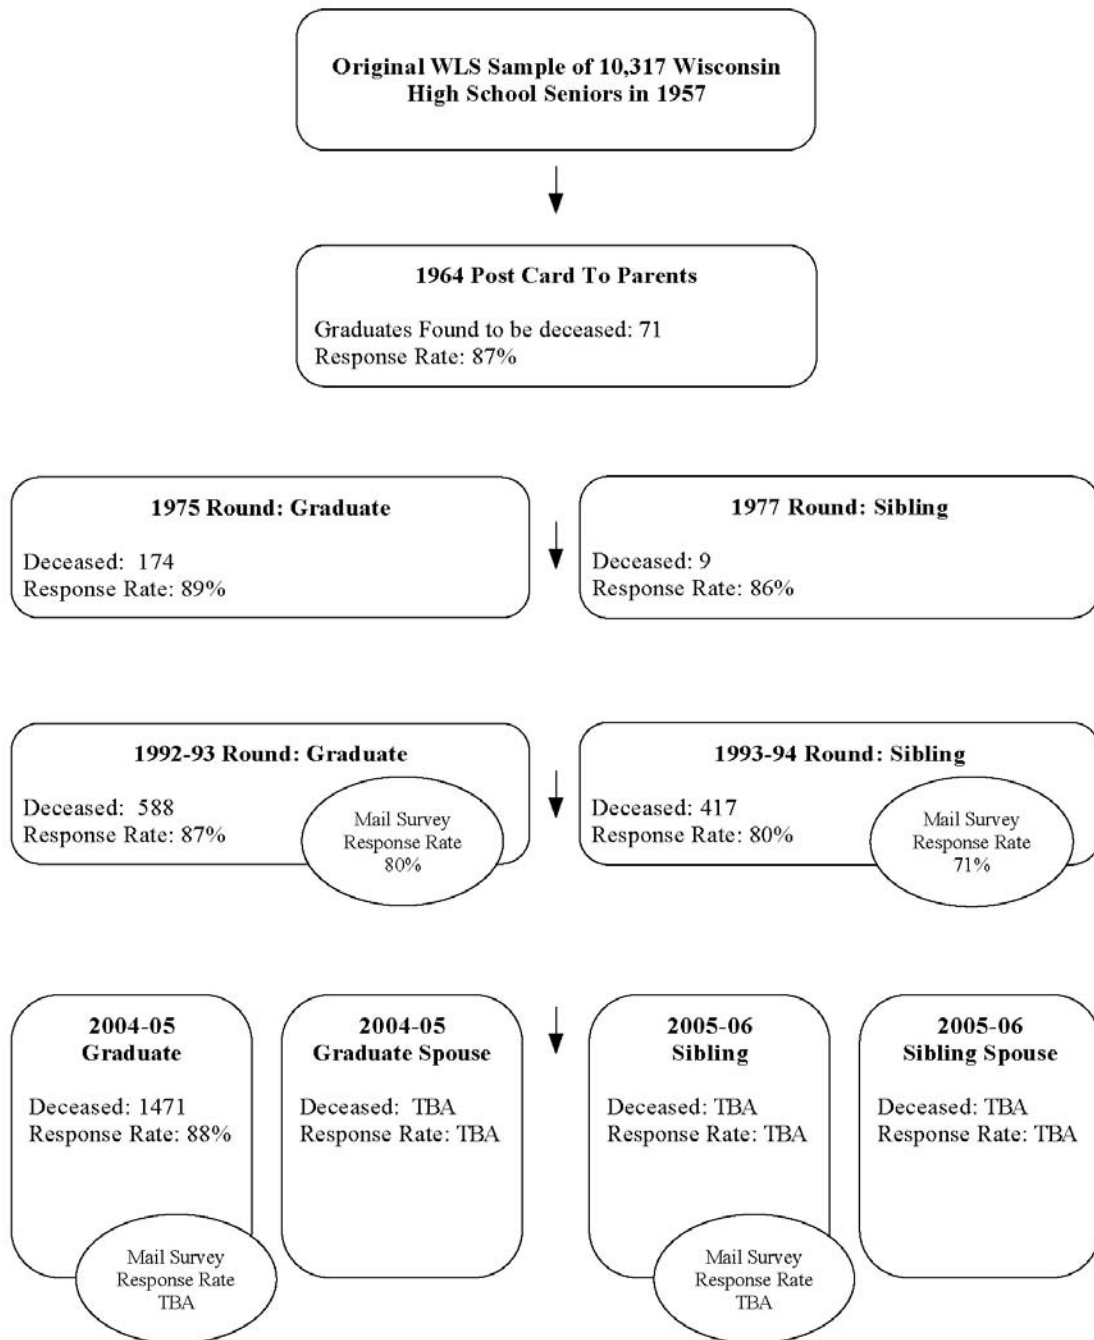 Original WLS Sample of 10,317 Wisconsin
High School Seniors in 1957
1964 Post Card To Parents
Graduates Found to be deceased: 71
Response Rate: 87%
1975 Round: Graduate
Deceased: 174
Response Rate: 89%
1977 Round: Sibling
Deceased: 9
Response Rate: 86%
1992-93 Round: Graduate
Deceased: 588
Response Rate: 87%
Mail Survey
Response Rate
80%
1993-94 Round: Sibling
Deceased: 417
Response Rate: 80%
Mail Survey
Response Rate
71%
2004-05
Graduate
Deceased: 1471
Response Rate: 88%
Mail Survey
Response Rate
TBA
2004-05
Graduate Spouse
Deceased: TBA
Response Rate: TBA
2005-06
Sibling
Deceased: TBA
Response Rate: TBA
Mail Survey
Response Rate
TBA
2005-06
Sibling Spouse
Deceased: TBA
Response Rate: TBA